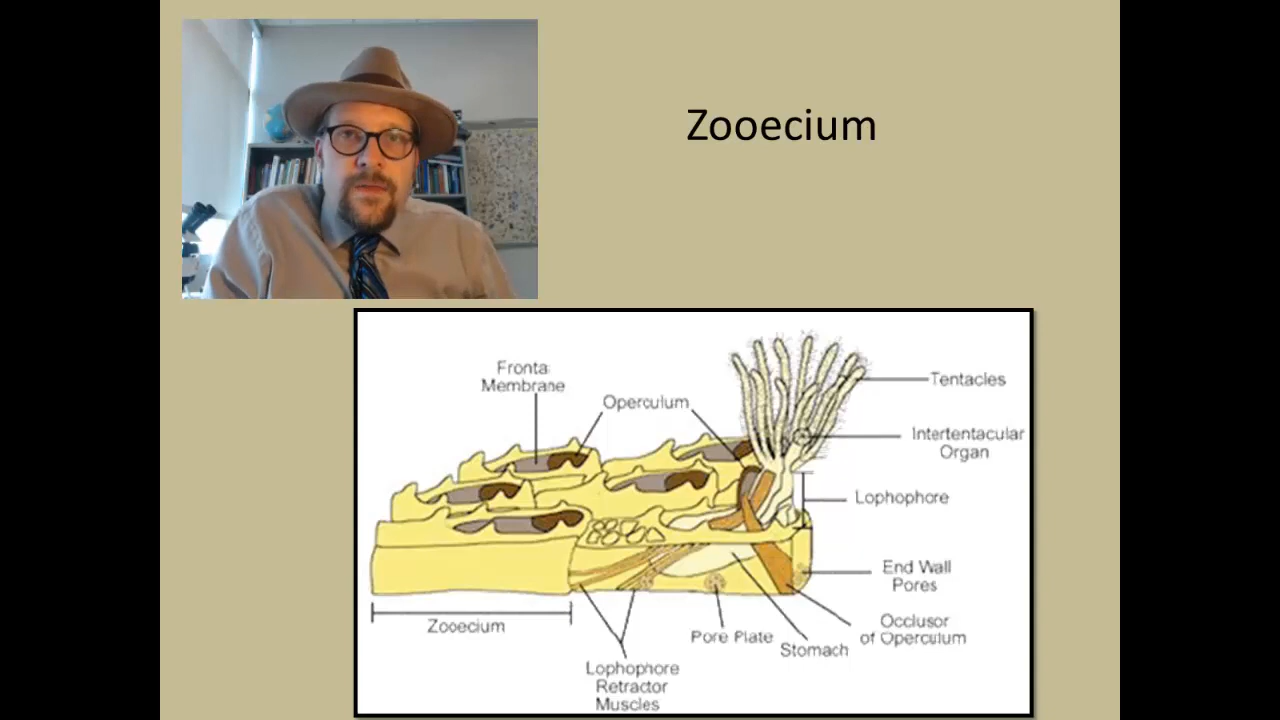 Zooecium
Fronta
Membrane
Operculum
Tentacles
Intertentacular
Organ
Lophophore
End Wall
Pores
Occlusor
of Operculum
Zooecium
Pore Plate
Stomach
Lophophore
Retractor
Muscles